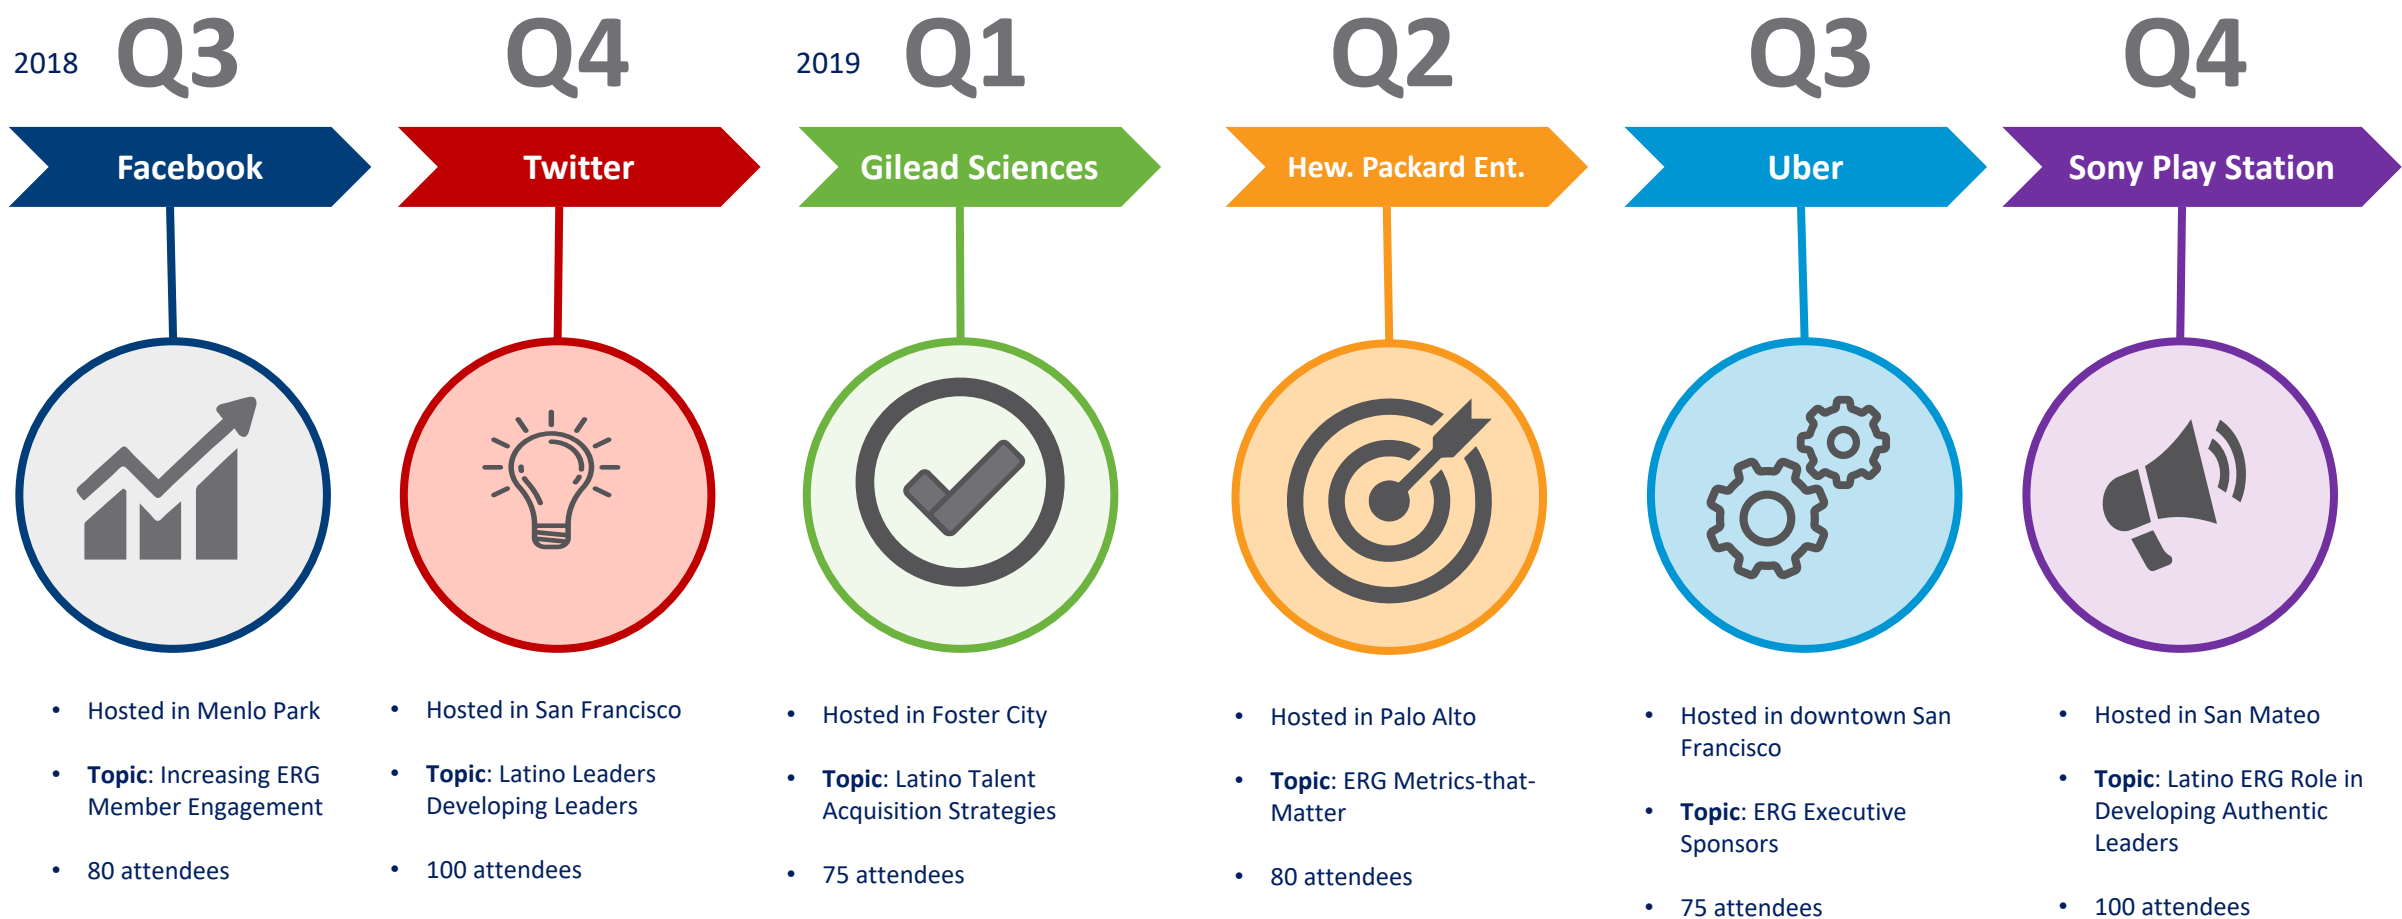 2018 Q3
Q4
2019 Q1
Q2
Q3
Q4
Facebook
Twitter
Gilead Sciences
Hew. Packard Ent.
Uber
Sony Play Station
• Hosted in Menlo Park
• Topic: Increasing ERG
Member Engagement
• 80 attendees
• Hosted in San Francisco
• Topic: Latino Leaders
Developing Leaders
• 100 attendees
• Hosted in Foster City
• Topic: Latino Talent
Acquisition Strategies
• 75 attendees
• Hosted in Palo Alto
• Topic: ERG Metrics-that-
Matter
• 80 attendees
• Hosted in downtown San
Francisco
• Topic: ERG Executive
Sponsors
• 75 attendees
• Hosted in San Mateo
• Topic: Latino ERG Role in
Developing Authentic
Leaders
• 100 attendees